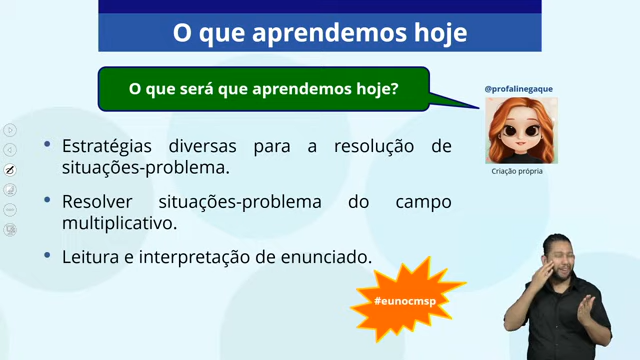 O que aprendemos hoje
O que será que aprendemos hoje?
@profalinegaque
Criação própria
• Estratégias diversas para a resolução de
situações-problema.
• Resolver situações-problema do campo
multiplicativo.
• Leitura e interpretação de enunciado.
#eunocmsp